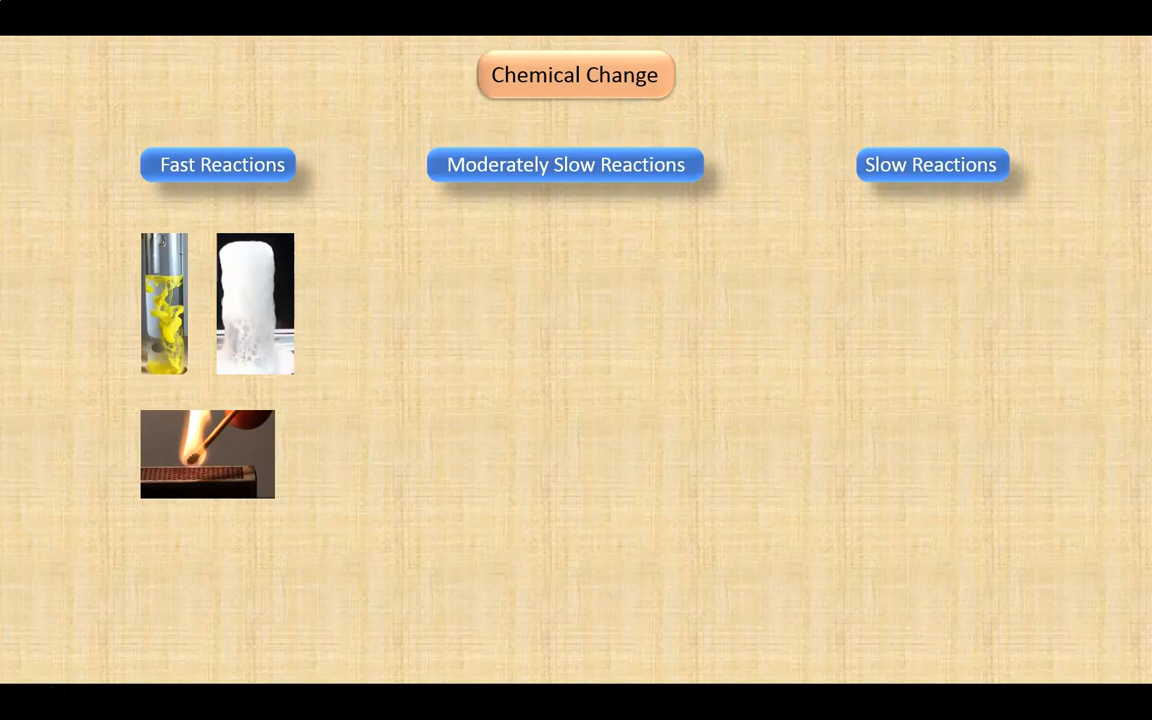 Chemical Change
Fast Reactions
Moderately Slow Reactions
Slow Reactions